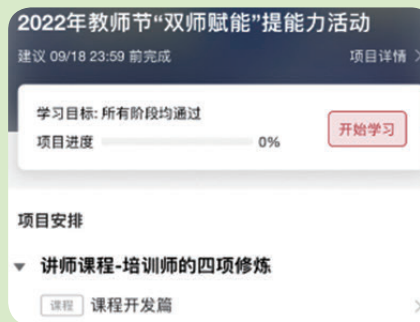 2022年教师节“双师赋能”提能力活动
建议 09/18 23:59 前完成
项目详情
学习目标: 所有阶段均通过
项目进度 0%
开始学习
项目安排
讲师课程-培训师的四项修炼
课程 课程开发篇